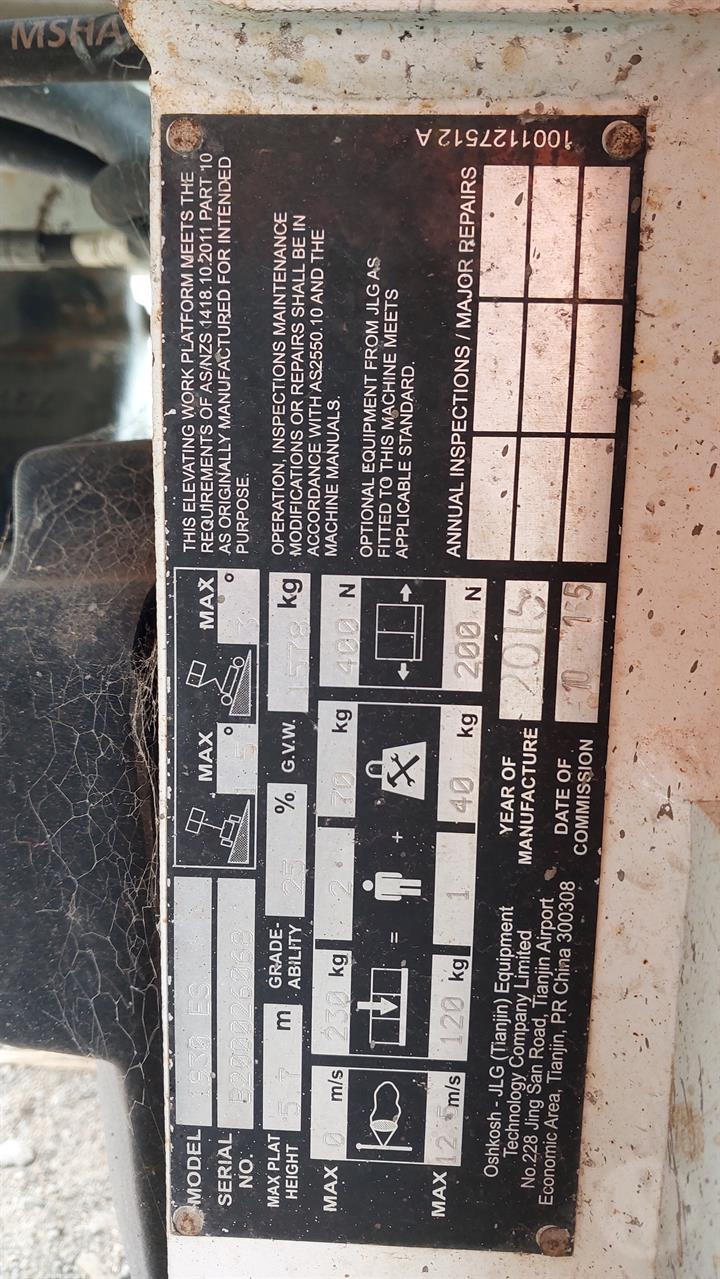 MSHA
1001127512 A
MODEL 1930 ES
SERIAL NO. B200026068
MAX PLAT HEIGHT 5.7 m
GRADE-ABILITY 25 %
G.V.W. 1578 kg
MAX 5°
MAX °
MAX 0 m/s
230 kg
2
70 kg
400 N
= +
MAX 12.5 m/s
120 kg
1
40 kg
200 N
Oshkosh - JLG (Tianjin) Equipment
Technology Company Limited
No.228 Jing San Road, Tianjin Airport
Economic Area, Tianjin, PR China 300308
YEAR OF MANUFACTURE 2015
DATE OF COMMISSION
THIS ELEVATING WORK PLATFORM MEETS THE
REQUIREMENTS OF AS/NZS 1418.10:2011 PART 10
AS ORIGINALLY MANUFACTURED FOR INTENDED
PURPOSE.
OPERATION, INSPECTIONS MAINTENANCE
MODIFICATIONS OR REPAIRS SHALL BE IN
ACCORDANCE WITH AS2550.10 AND THE
MACHINE MANUALS.
OPTIONAL EQUIPMENT FROM JLG AS
FITTED TO THIS MACHINE MEETS
APPLICABLE STANDARD.
ANNUAL INSPECTIONS / MAJOR REPAIRS